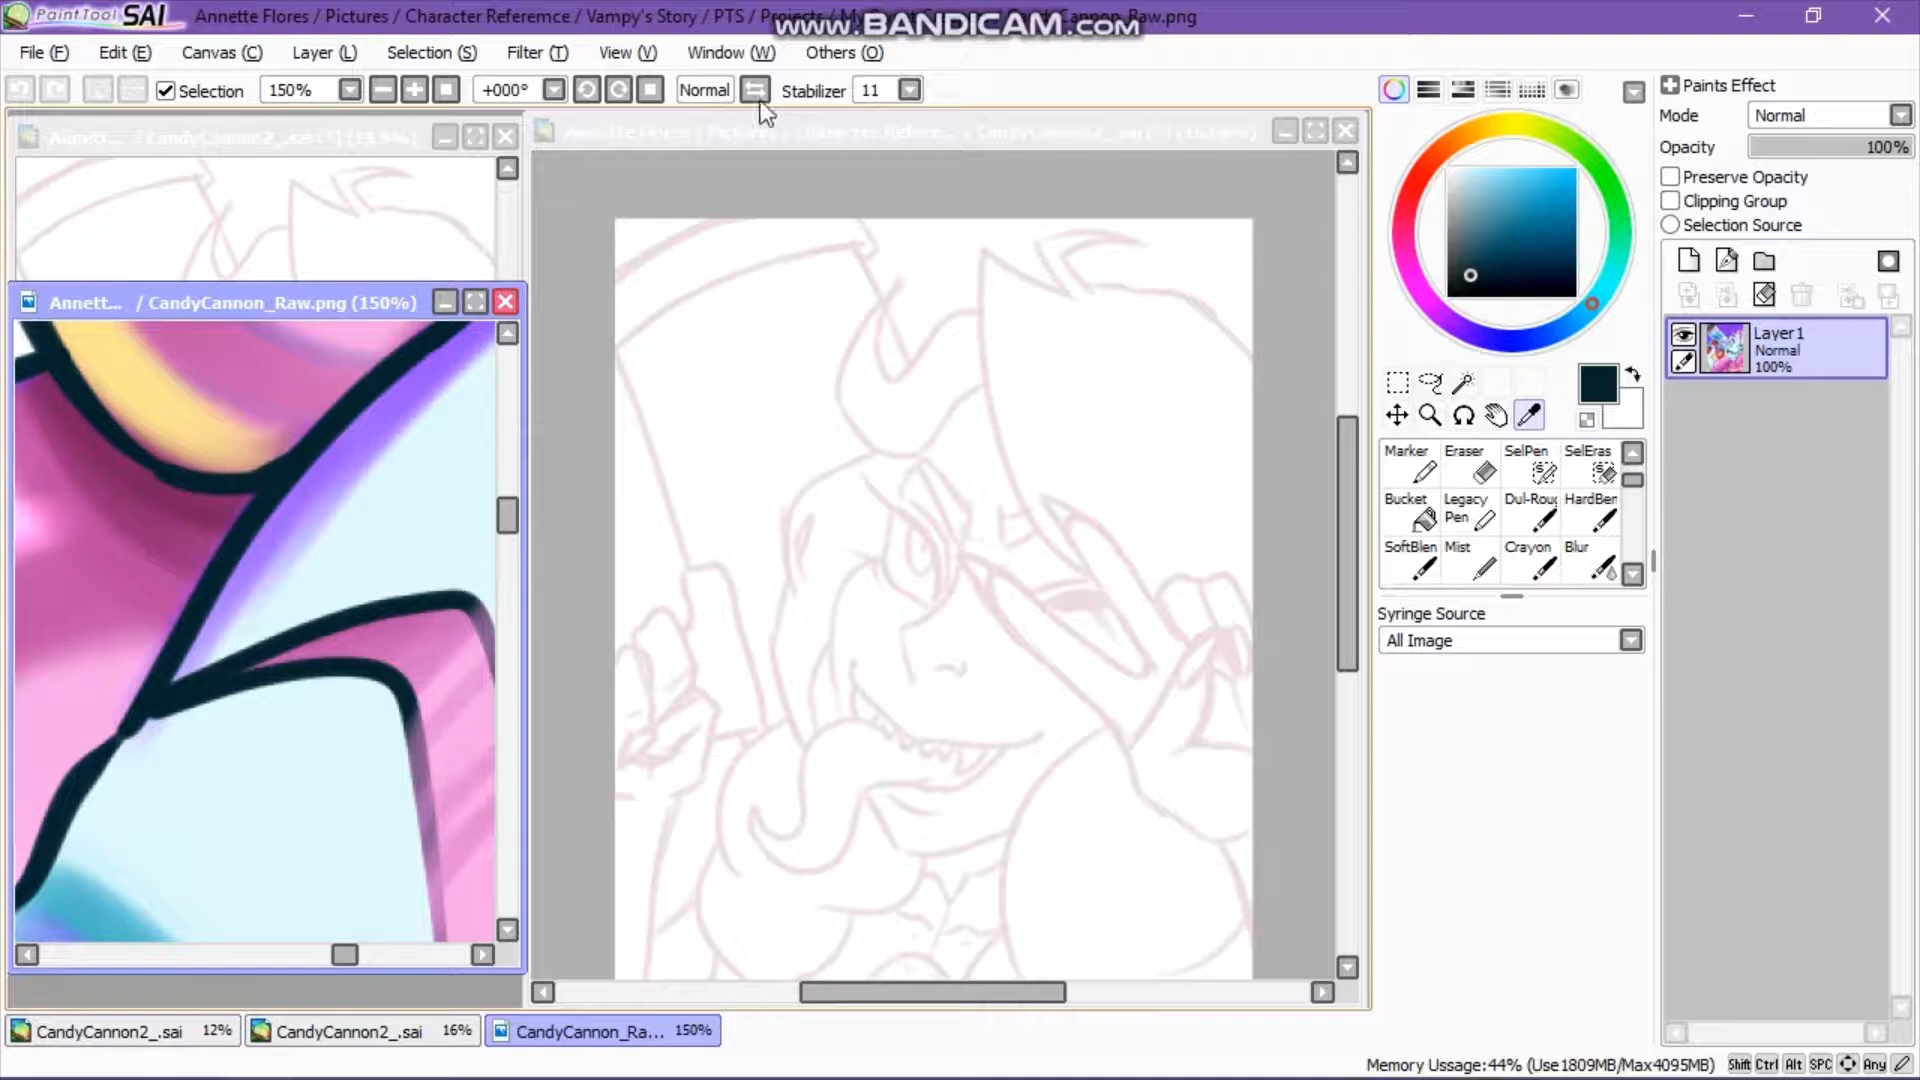 PaintTool SAI Annette Flores / Pictures / Character Referemce / Vampy's Story / PTS / Projects / My Cannon_Raw.png
www.BANDICAM.com
File (F) Edit (E) Canvas (C) Layer (L) Selection (S) Filter (T) View (V) Window (W) Others (O)
Selection 150% +000° Normal Stabilizer 11
Annett... / CandyCannon_Raw.png (150%)
Paints Effect
Mode Normal
Opacity 100%
Preserve Opacity
Clipping Group
Selection Source
Layer1
Normal
100%
Marker Eraser SelPen SelEras
Bucket Legacy Pen Dul-Roug HardBen
SoftBlen Mist Crayon Blur
Syringe Source
All Image
CandyCannon2_.sai 12% CandyCannon2_.sai 16% CandyCannon_Ra... 150%
Memory Usage:44% (Use1809MB/Max4095MB) Shift Ctrl Alt SPC Any